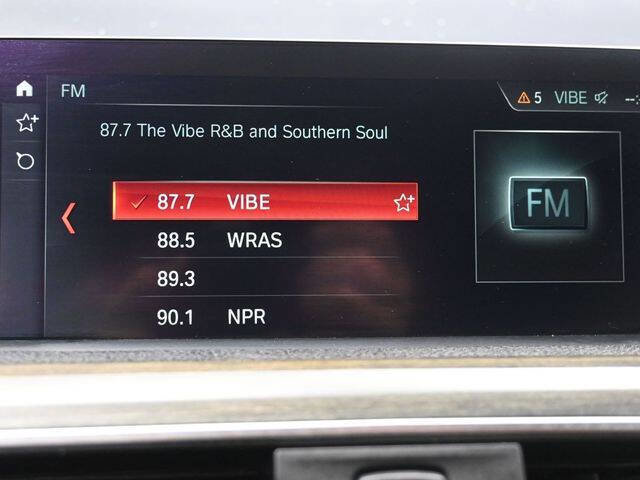 FM
5 VIBE --:
87.7 The Vibe R&B and Southern Soul
87.7 VIBE
88.5 WRAS
89.3
90.1 NPR
FM